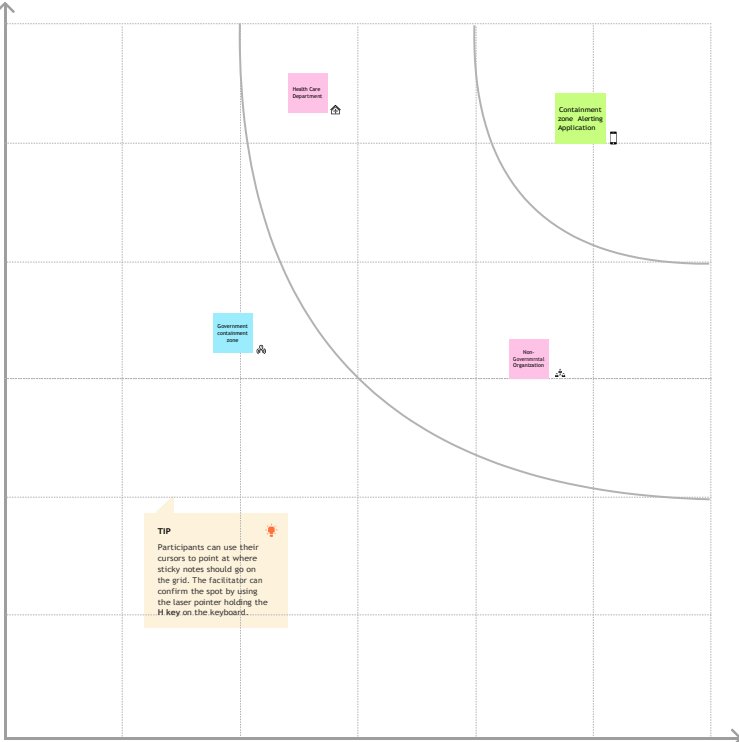 Health Care
Department
Containment
zone Alerting
Application
Government
containment
zone
Non-
Governmrntal
Organization
TIP
Participants can use their
cursors to point at where
sticky notes should go on
the grid. The facilitator can
confirm the spot by using
the laser pointer holding the
H key on the keyboard.